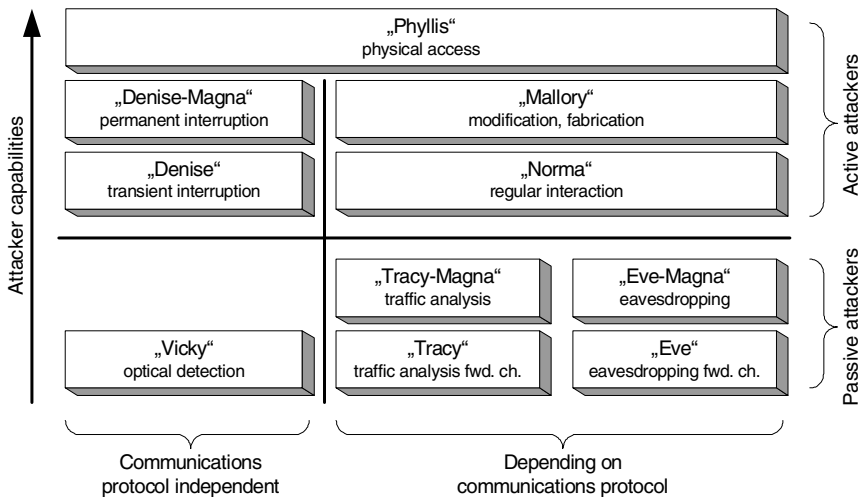 „Phyllis“
physical access
„Denise-Magna“
permanent interruption
„Mallory“
modification, fabrication
„Denise“
transient interruption
„Norma“
regular interaction
„Tracy-Magna“
traffic analysis
„Eve-Magna“
eavesdropping
„Vicky“
optical detection
„Tracy“
traffic analysis fwd. ch.
„Eve“
eavesdropping fwd. ch.
Attacker capabilities
Active attackers
Passive attackers
Communications
protocol independent
Depending on
communications protocol